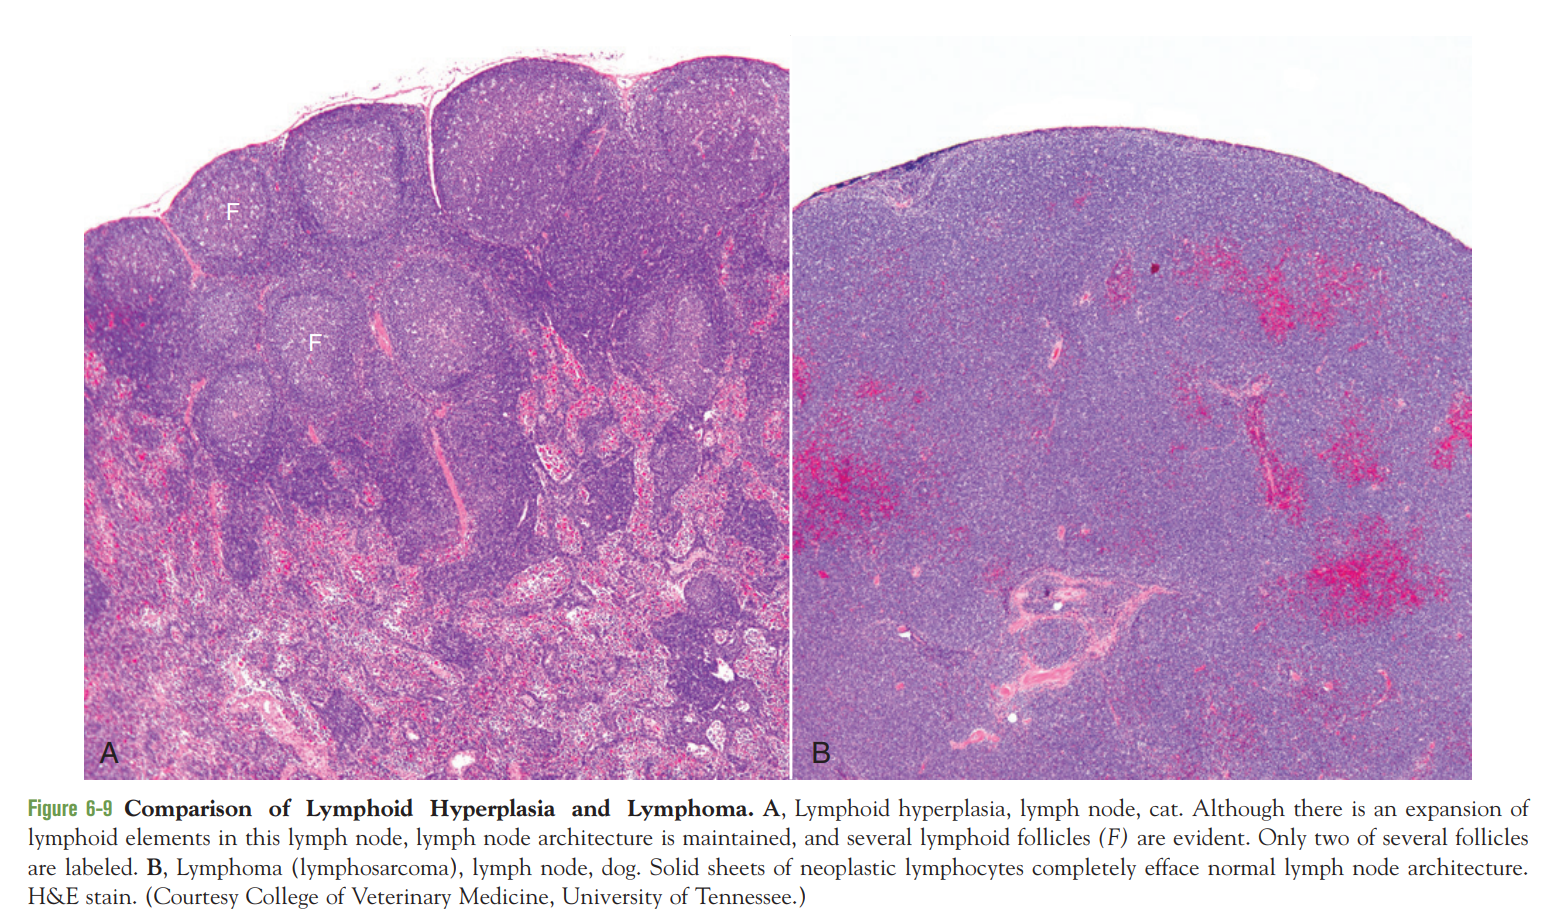 F
F
A
B
Figure 6-9 Comparison of Lymphoid Hyperplasia and Lymphoma. A, Lymphoid hyperplasia, lymph node, cat. Although there is an expansion of
lymphoid elements in this lymph node, lymph node architecture is maintained, and several lymphoid follicles (F) are evident. Only two of several follicles
are labeled. B, Lymphoma (lymphosarcoma), lymph node, dog. Solid sheets of neoplastic lymphocytes completely efface normal lymph node architecture.
H&E stain. (Courtesy College of Veterinary Medicine, University of Tennessee.)